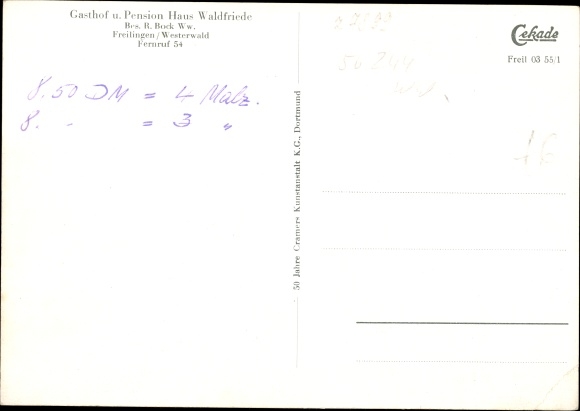 Gasthof u. Pension Haus Waldfriede
Bes. R. Bock Ww.
Freilingen/Westerwald
Fernruf 54
8.50 DM = 4 Malz.
8. - = 3 "
50 Jahre Cramers Kunstanstalt K.G., Dortmund
Cekade
Freil 03 55/1
16